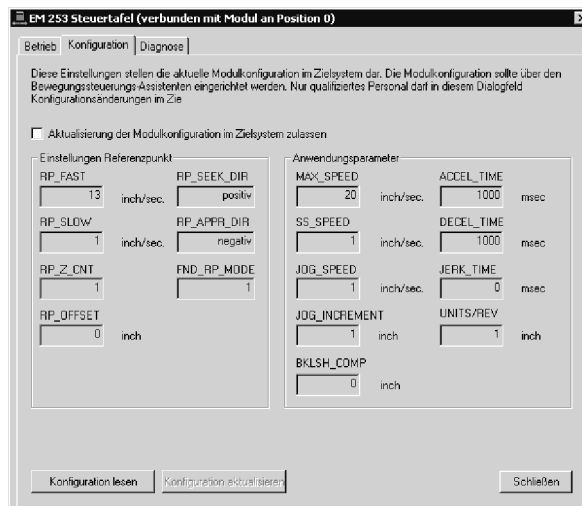 EM 253 Steuertafel (verbunden mit Modul an Position 0)
Betrieb Konfiguration Diagnose
Diese Einstellungen stellen die aktuelle Modulkonfiguration im Zielsystem dar. Die Modulkonfiguration sollte über den
Bewegungssteuerungs-Assistenten eingerichtet werden. Nur qualifiziertes Personal darf in diesem Dialogfeld
Konfigurationsänderungen im Zie
Aktualisierung der Modulkonfiguration im Zielsystem zulassen
Einstellungen Referenzpunkt
RP_FAST RP_SEEK_DIR
13 inch/sec. positiv
RP_SLOW RP_APPR_DIR
1 inch/sec. negativ
RP_Z_CNT FND_RP_MODE
1 1
RP_OFFSET
0 inch
Anwendungsparameter
MAX_SPEED ACCEL_TIME
20 inch/sec. 1000 msec
SS_SPEED DECEL_TIME
1 inch/sec. 1000 msec
JOG_SPEED JERK_TIME
1 inch/sec. 0 msec
JOG_INCREMENT UNITS/REV
1 inch 1 inch
BKLSH_COMP
0 inch
Konfiguration lesen Konfiguration aktualisieren Schließen